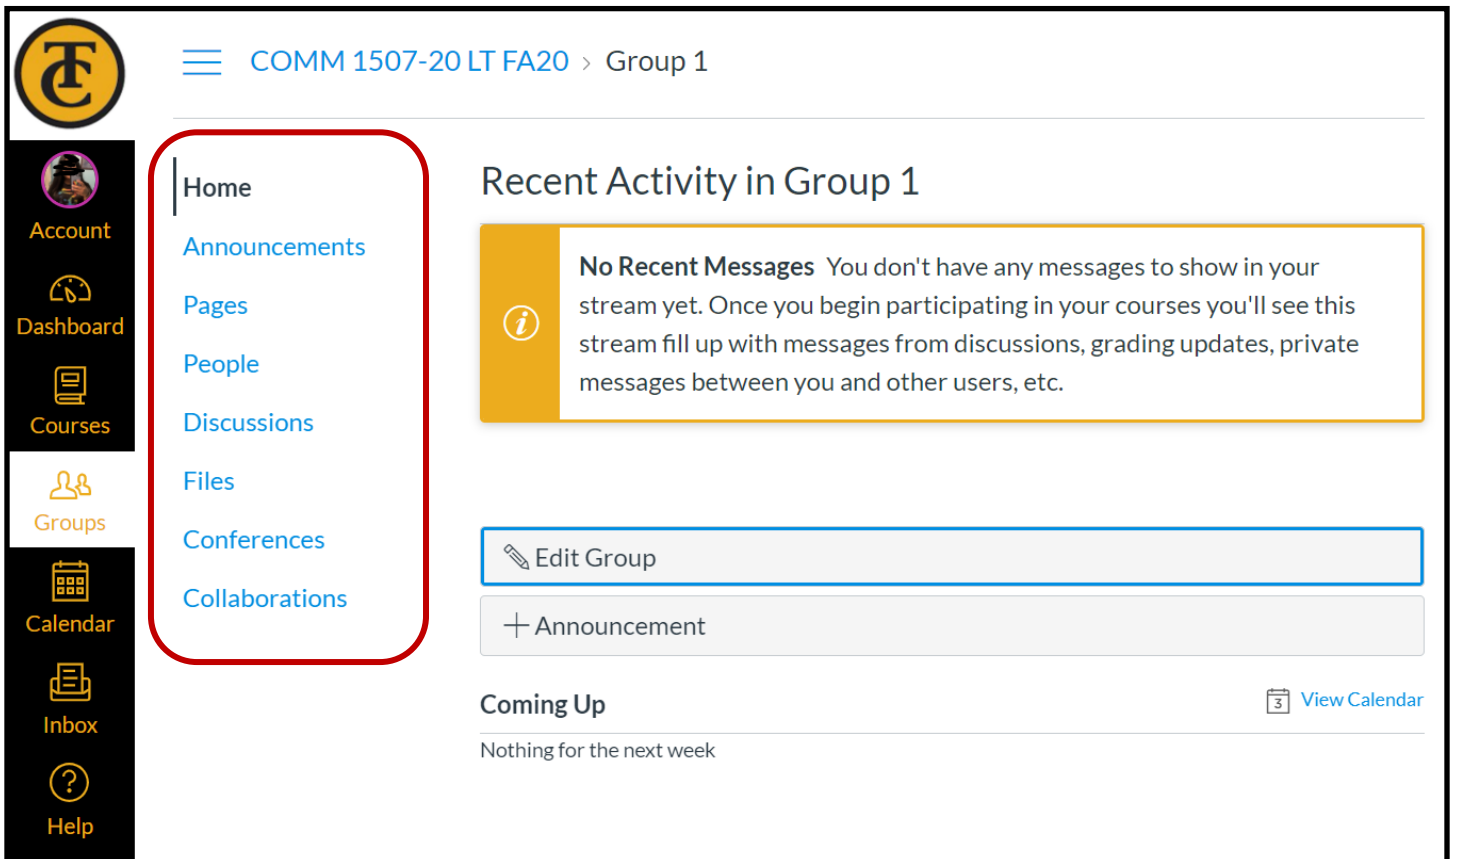 TC
COMM 1507-20 LT FA20 > Group 1
Account
Dashboard
Courses
Groups
Calendar
Inbox
Help
Home
Announcements
Pages
People
Discussions
Files
Conferences
Collaborations
Recent Activity in Group 1
i
No Recent Messages You don't have any messages to show in your
stream yet. Once you begin participating in your courses you'll see this
stream fill up with messages from discussions, grading updates, private
messages between you and other users, etc.
Edit Group
+ Announcement
Coming Up
3 View Calendar
Nothing for the next week